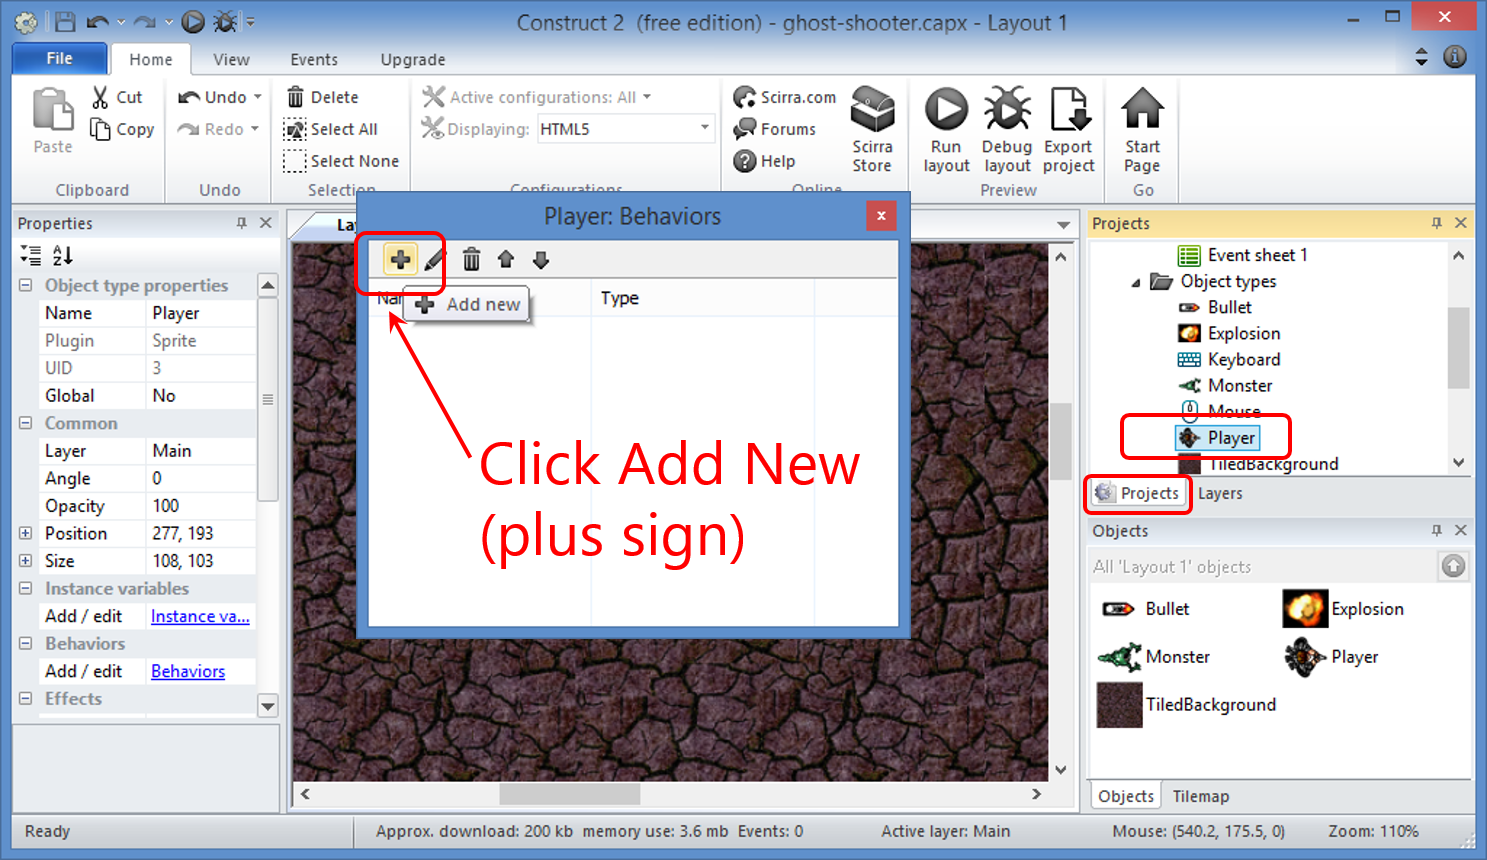 Construct 2 (free edition) - ghost-shooter.capx - Layout 1
File Home View Events Upgrade
Paste
Cut
Copy
Clipboard
Undo
Redo
Undo
Delete
Select All
Select None
Selection
Active configurations: All
Displaying: HTML5
Configurations
Scirra.com
Forums
Help
Scirra
Store
Online
Run
layout
Debug
layout
Export
project
Preview
Start
Page
Go
Properties
Object type properties
Name Player
Plugin Sprite
UID 3
Global No
Common
Layer Main
Angle 0
Opacity 100
Position 277, 193
Size 108, 103
Instance variables
Add / edit Instance va...
Behaviors
Add / edit Behaviors
Effects
Player: Behaviors
Type
Add new
Click Add New
(plus sign)
Projects
Event sheet 1
Object types
Bullet
Explosion
Keyboard
Monster
Mouse
Player
TiledBackground
Projects Layers
Objects
All 'Layout 1' objects
Bullet Explosion
Monster Player
TiledBackground
Objects Tilemap
Ready Approx. download: 200 kb memory use: 3.6 mb Events: 0 Active layer: Main Mouse: (540.2, 175.5, 0) Zoom: 110%